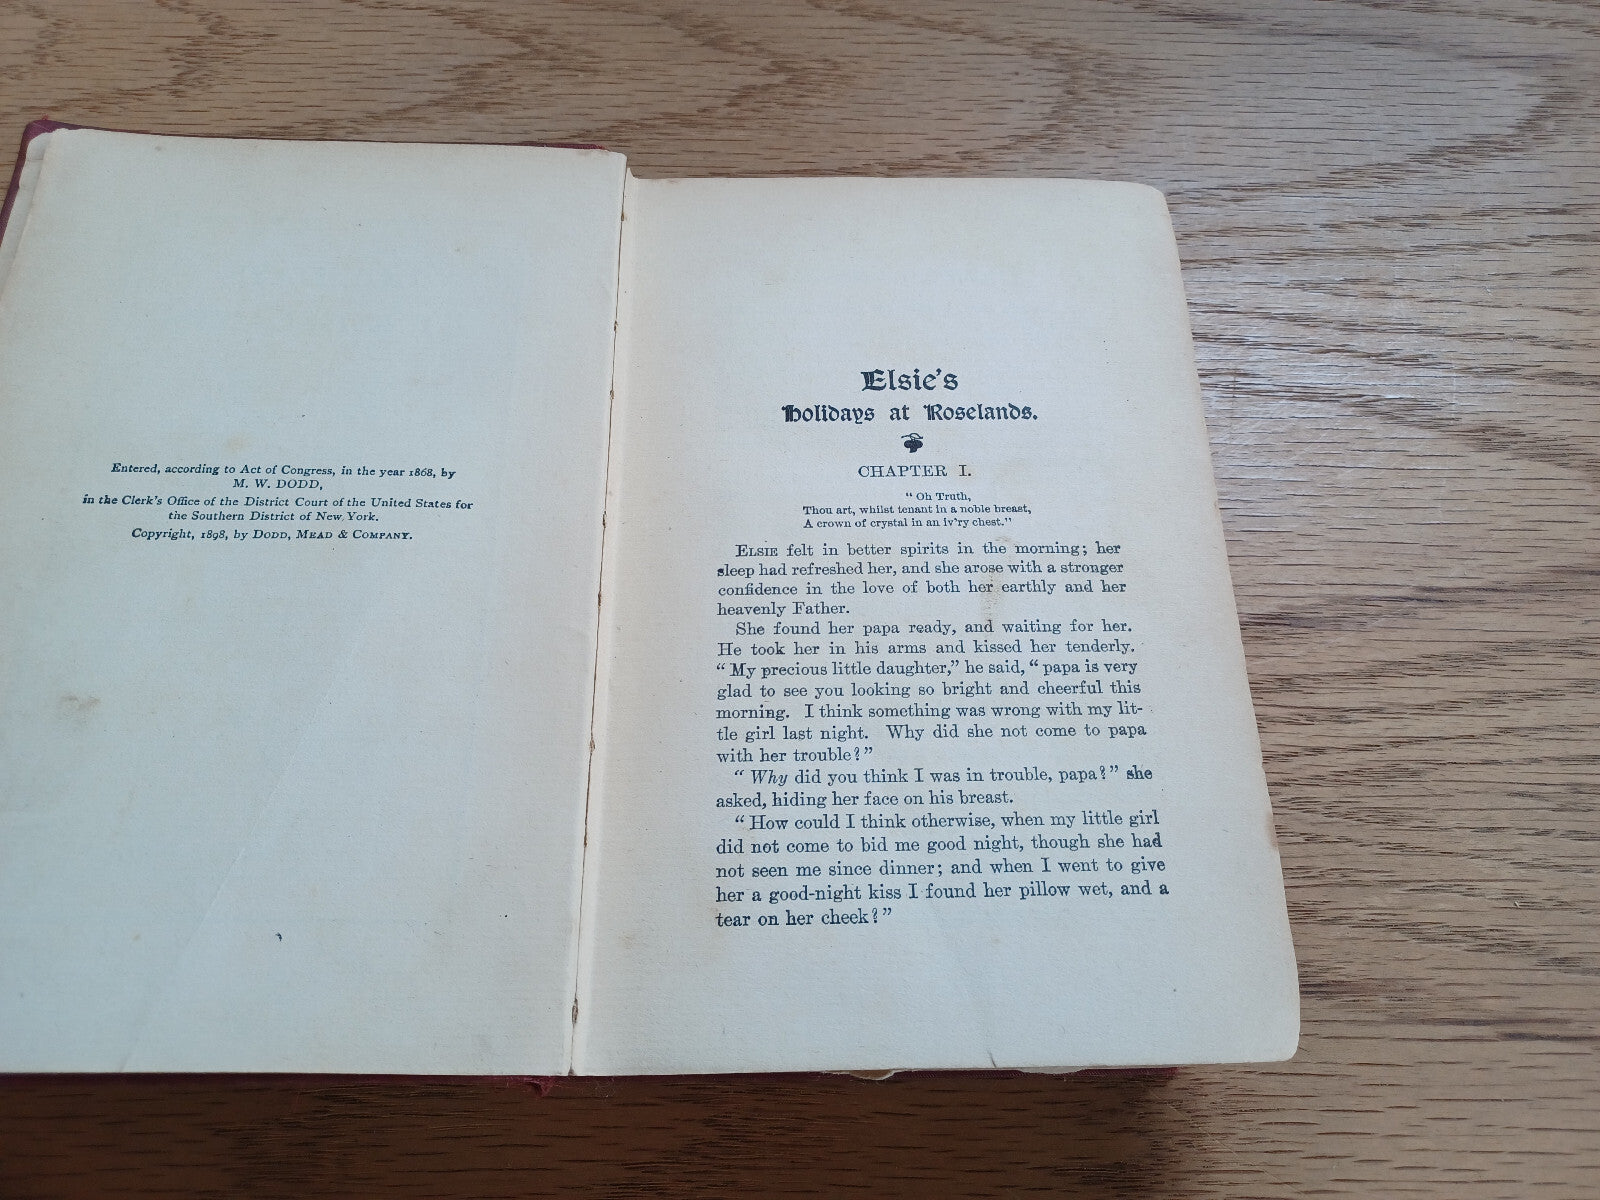 Entered, according to Act of Congress, in the year 1868, by
M. W. DODD,
in the Clerk's Office of the District Court of the United States for
the Southern District of New York.
Copyright, 1898, by DODD, MEAD & COMPANY.
Elsie's
Holidays at Roselands.
CHAPTER I.
"Oh Truth,
Thou art, whilst tenant in a noble breast,
A crown of crystal in an iv'ry chest."
ELSIE felt in better spirits in the morning; her
sleep had refreshed her, and she arose with a stronger
confidence in the love of both her earthly and her
heavenly Father.
She found her papa ready, and waiting for her.
He took her in his arms and kissed her tenderly.
"My precious little daughter," he said, "papa is very
glad to see you looking so bright and cheerful this
morning. I think something was wrong with my lit-
tle girl last night. Why did she not come to papa
with her trouble?"
"Why did you think I was in trouble, papa?" she
asked, hiding her face on his breast.
"How could I think otherwise, when my little girl
did not come to bid me good night, though she had
not seen me since dinner; and when I went to give
her a good-night kiss I found her pillow wet, and a
tear on her cheek?"